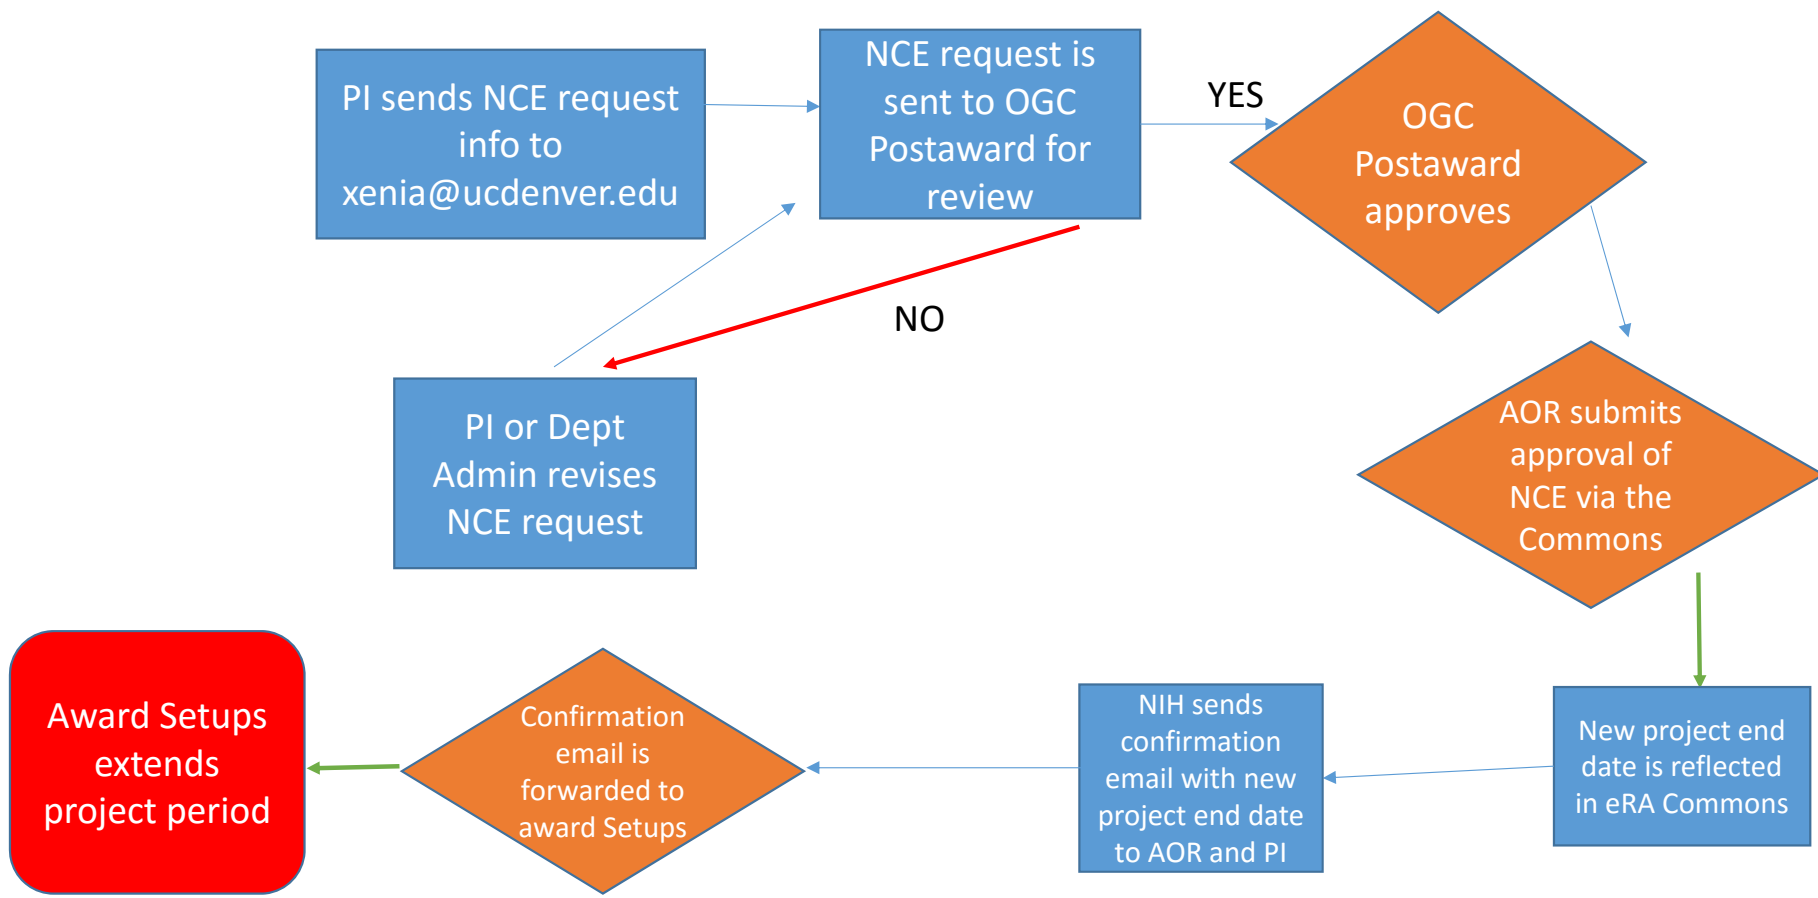 PI sends NCE request
info to
xenia@ucdenver.edu
NCE request is
sent to OGC
Postaward for
review
YES
OGC
Postaward
approves
NO
PI or Dept
Admin revises
NCE request
AOR submits
approval of
NCE via the
Commons
New project end
date is reflected
in eRA Commons
NIH sends
confirmation
email with new
project end date
to AOR and PI
Confirmation
email is
forwarded to
award Setups
Award Setups
extends
project period